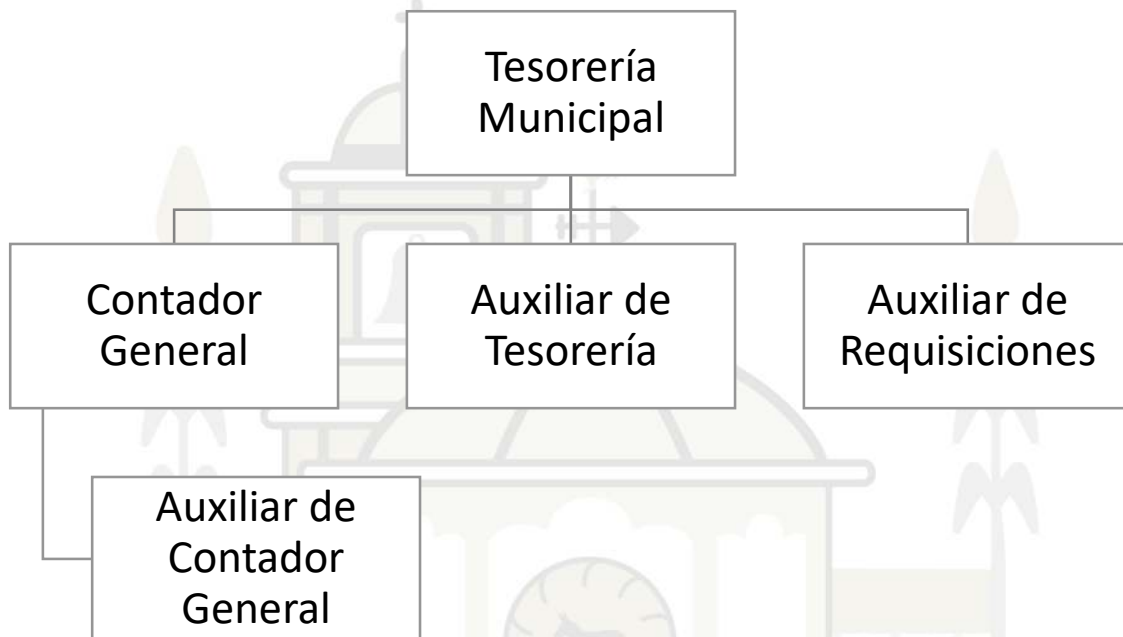 Tesorería
Municipal
Contador
General
Auxiliar de
Tesorería
Auxiliar de
Requisiciones
Auxiliar de
Contador
General